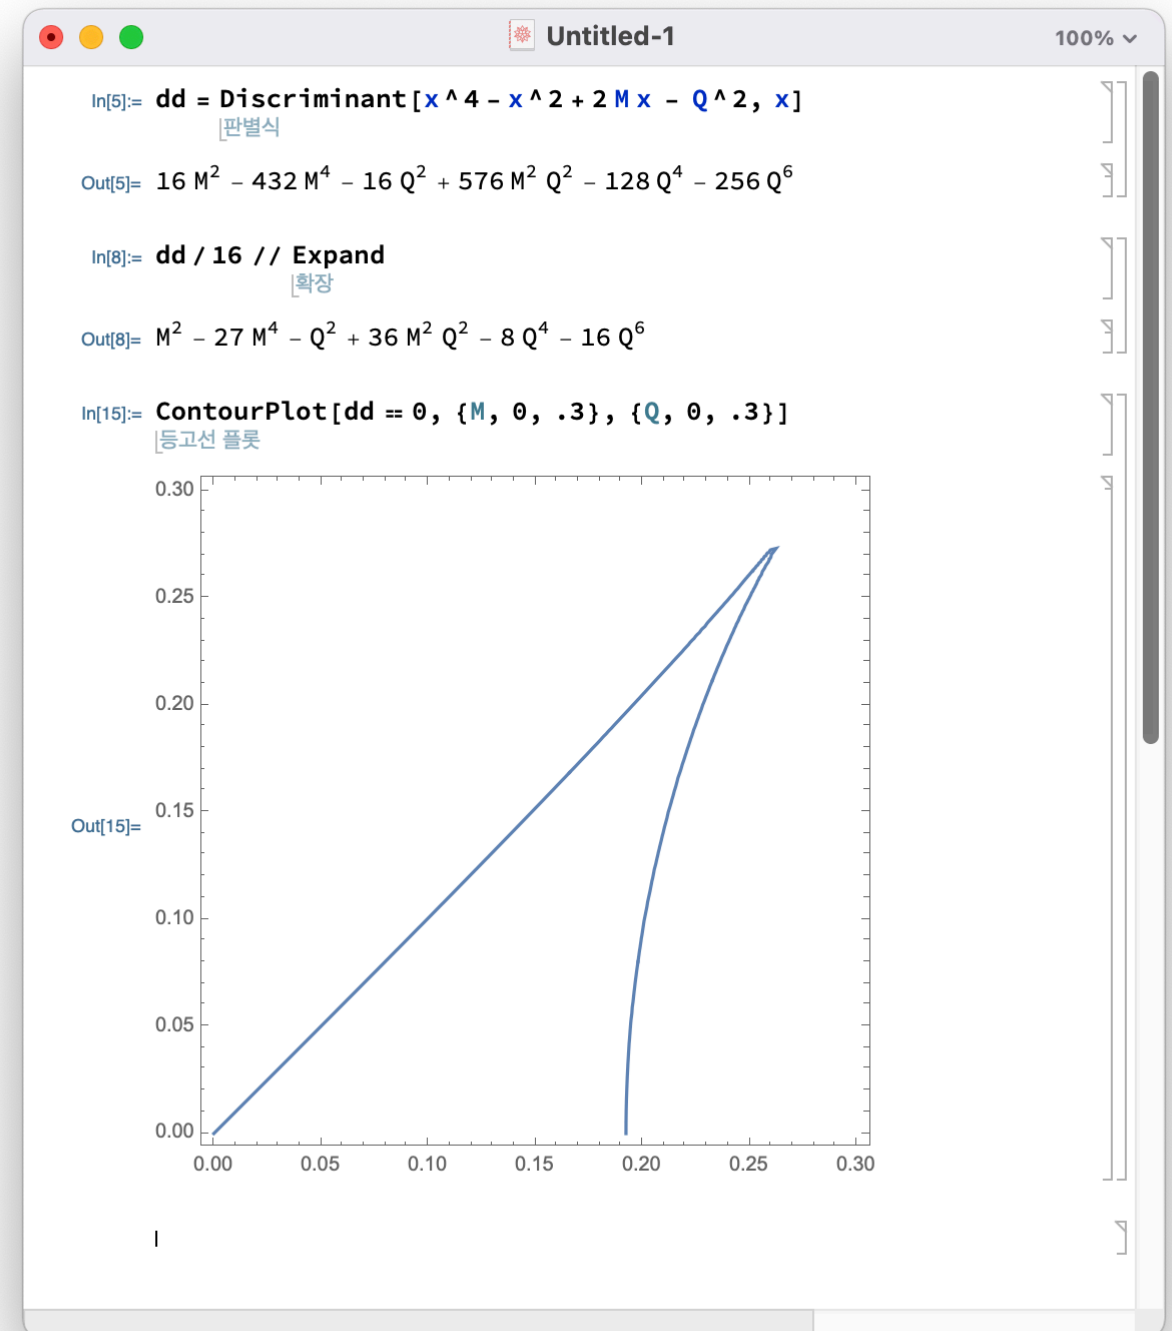 Untitled-1
100%
In[5]:= dd = Discriminant[x^4 - x^2 + 2 M x - Q^2, x]
판별식
Out[5]= 16 M² - 432 M⁴ - 16 Q² + 576 M² Q² - 128 Q⁴ - 256 Q⁶
In[8]:= dd / 16 // Expand
확장
Out[8]= M² - 27 M⁴ - Q² + 36 M² Q² - 8 Q⁴ - 16 Q⁶
In[15]:= ContourPlot[dd == 0, {M, 0, .3}, {Q, 0, .3}]
등고선 플롯
0.30
0.25
0.20
0.15
Out[15]=
0.10
0.05
0.00
0.00 0.05 0.10 0.15 0.20 0.25 0.30